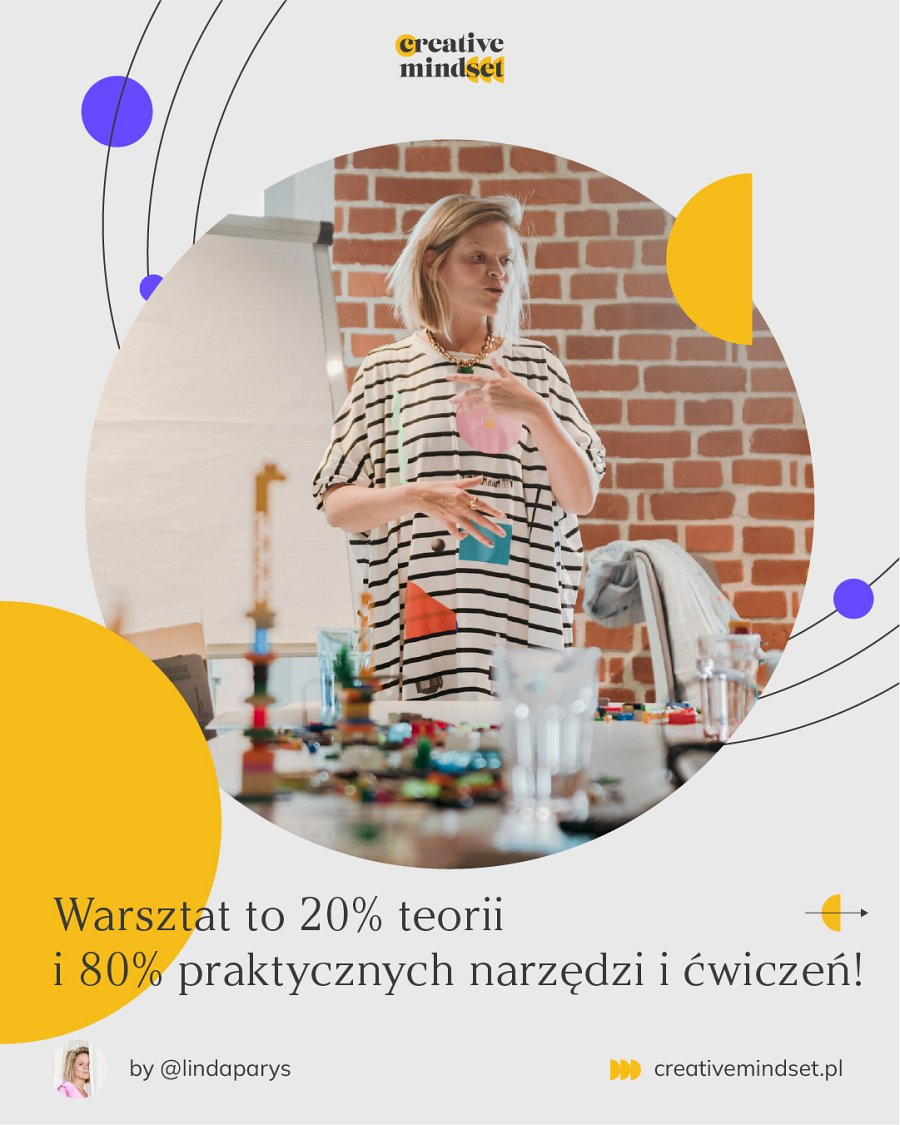 creative
mindset
Warsztat to 20% teorii
i 80% praktycznych narzędzi i ćwiczeń!
by @lindaparys
creativemindset.pl